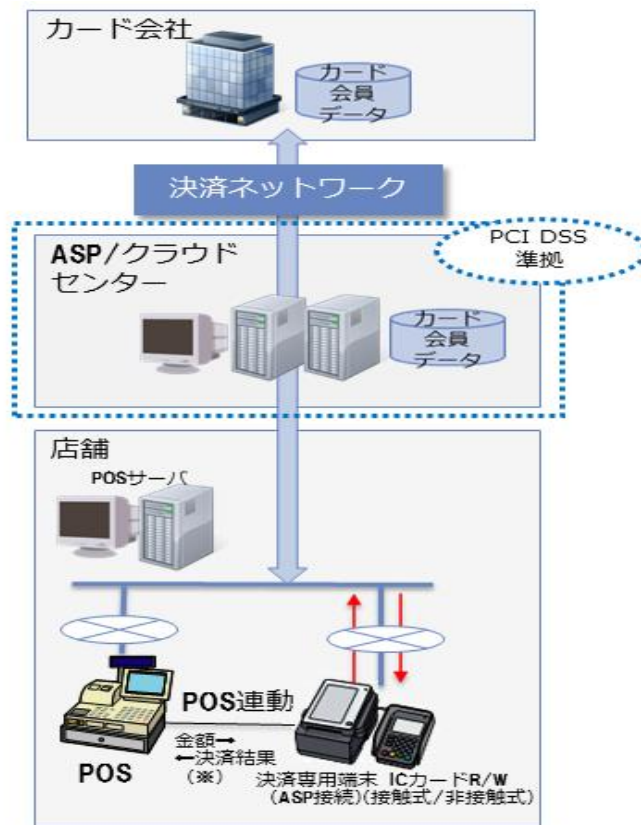 カード会社
カード
会員
データ
決済ネットワーク
PCI DSS
準拠
ASP/クラウド
センター
カード
会員
データ
店舗
POSサーバ
POS連動
金額→
←決済結果
（※）
POS
決済専用端末 ICカードR/W
（ASP接続）（接触式/非接触式）